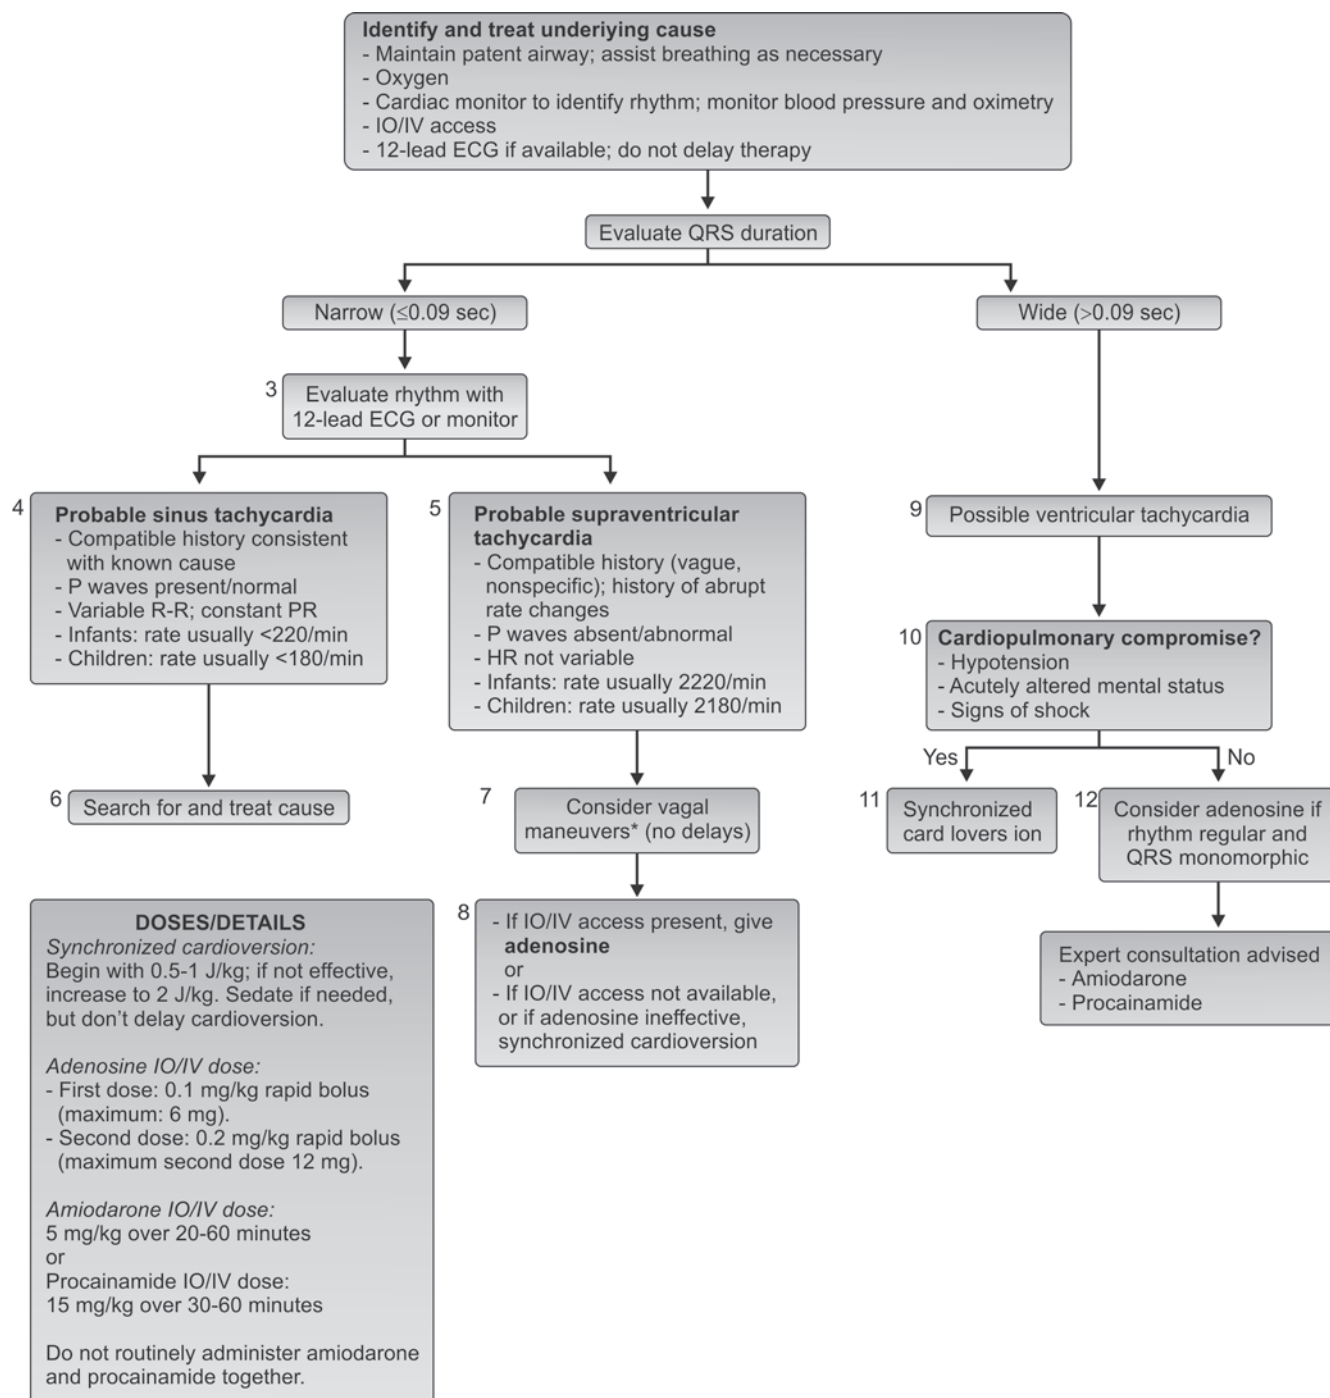 Identify and treat underiying cause
- Maintain patent airway; assist breathing as necessary
- Oxygen
- Cardiac monitor to identify rhythm; monitor blood pressure and oximetry
- IO/IV access
- 12-lead ECG if available; do not delay therapy
Evaluate QRS duration
Narrow (≤0.09 sec)
Wide (>0.09 sec)
3
Evaluate rhythm with
12-lead ECG or monitor
4
Probable sinus tachycardia
- Compatible history consistent
with known cause
- P waves present/normal
- Variable R-R; constant PR
- Infants: rate usually <220/min
- Children: rate usually <180/min
5
Probable supraventricular
tachycardia
- Compatible history (vague,
nonspecific); history of abrupt
rate changes
- P waves absent/abnormal
- HR not variable
- Infants: rate usually 2220/min
- Children: rate usually 2180/min
9
Possible ventricular tachycardia
10
Cardiopulmonary compromise?
- Hypotension
- Acutely altered mental status
- Signs of shock
Yes
No
6
Search for and treat cause
7
Consider vagal
maneuvers* (no delays)
11
Synchronized
card lovers ion
12
Consider adenosine if
rhythm regular and
QRS monomorphic
8
- If IO/IV access present, give
adenosine
or
- If IO/IV access not available,
or if adenosine ineffective,
synchronized cardioversion
Expert consultation advised
- Amiodarone
- Procainamide
DOSES/DETAILS
Synchronized cardioversion:
Begin with 0.5-1 J/kg; if not effective,
increase to 2 J/kg. Sedate if needed,
but don't delay cardioversion.
Adenosine IO/IV dose:
- First dose: 0.1 mg/kg rapid bolus
(maximum: 6 mg).
- Second dose: 0.2 mg/kg rapid bolus
(maximum second dose 12 mg).
Amiodarone IO/IV dose:
5 mg/kg over 20-60 minutes
or
Procainamide IO/IV dose:
15 mg/kg over 30-60 minutes
Do not routinely administer amiodarone
and procainamide together.